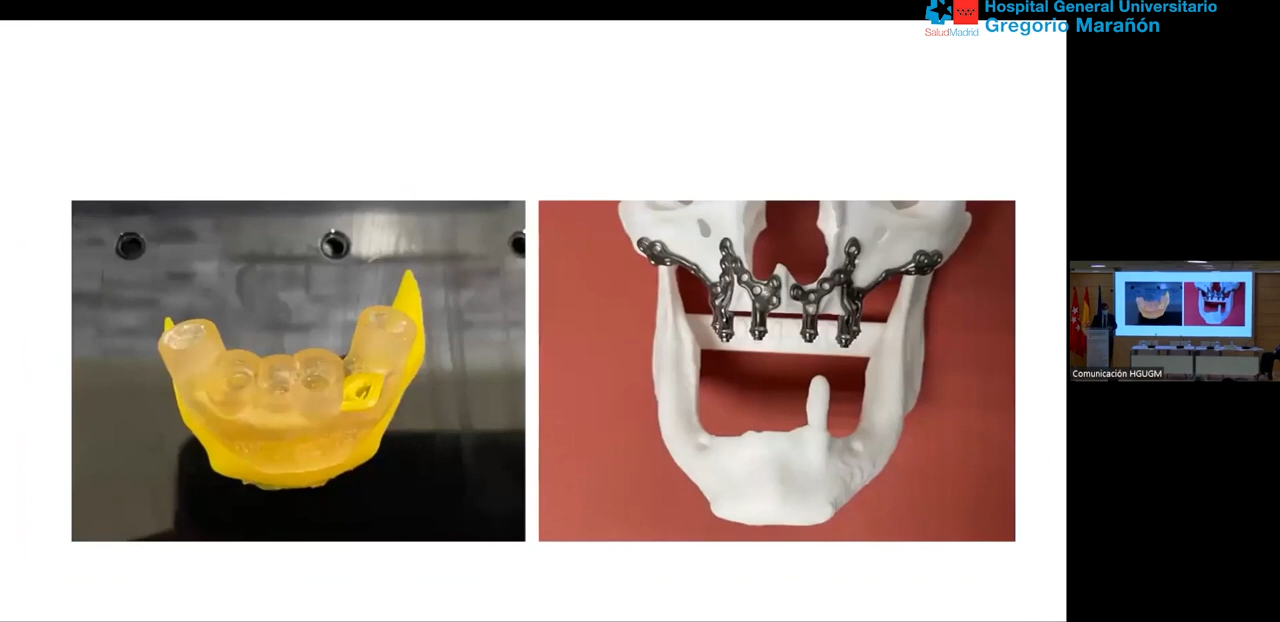 Hospital General Universitario
Gregorio Marañón
SaludMadrid
Comunicación HGUGM